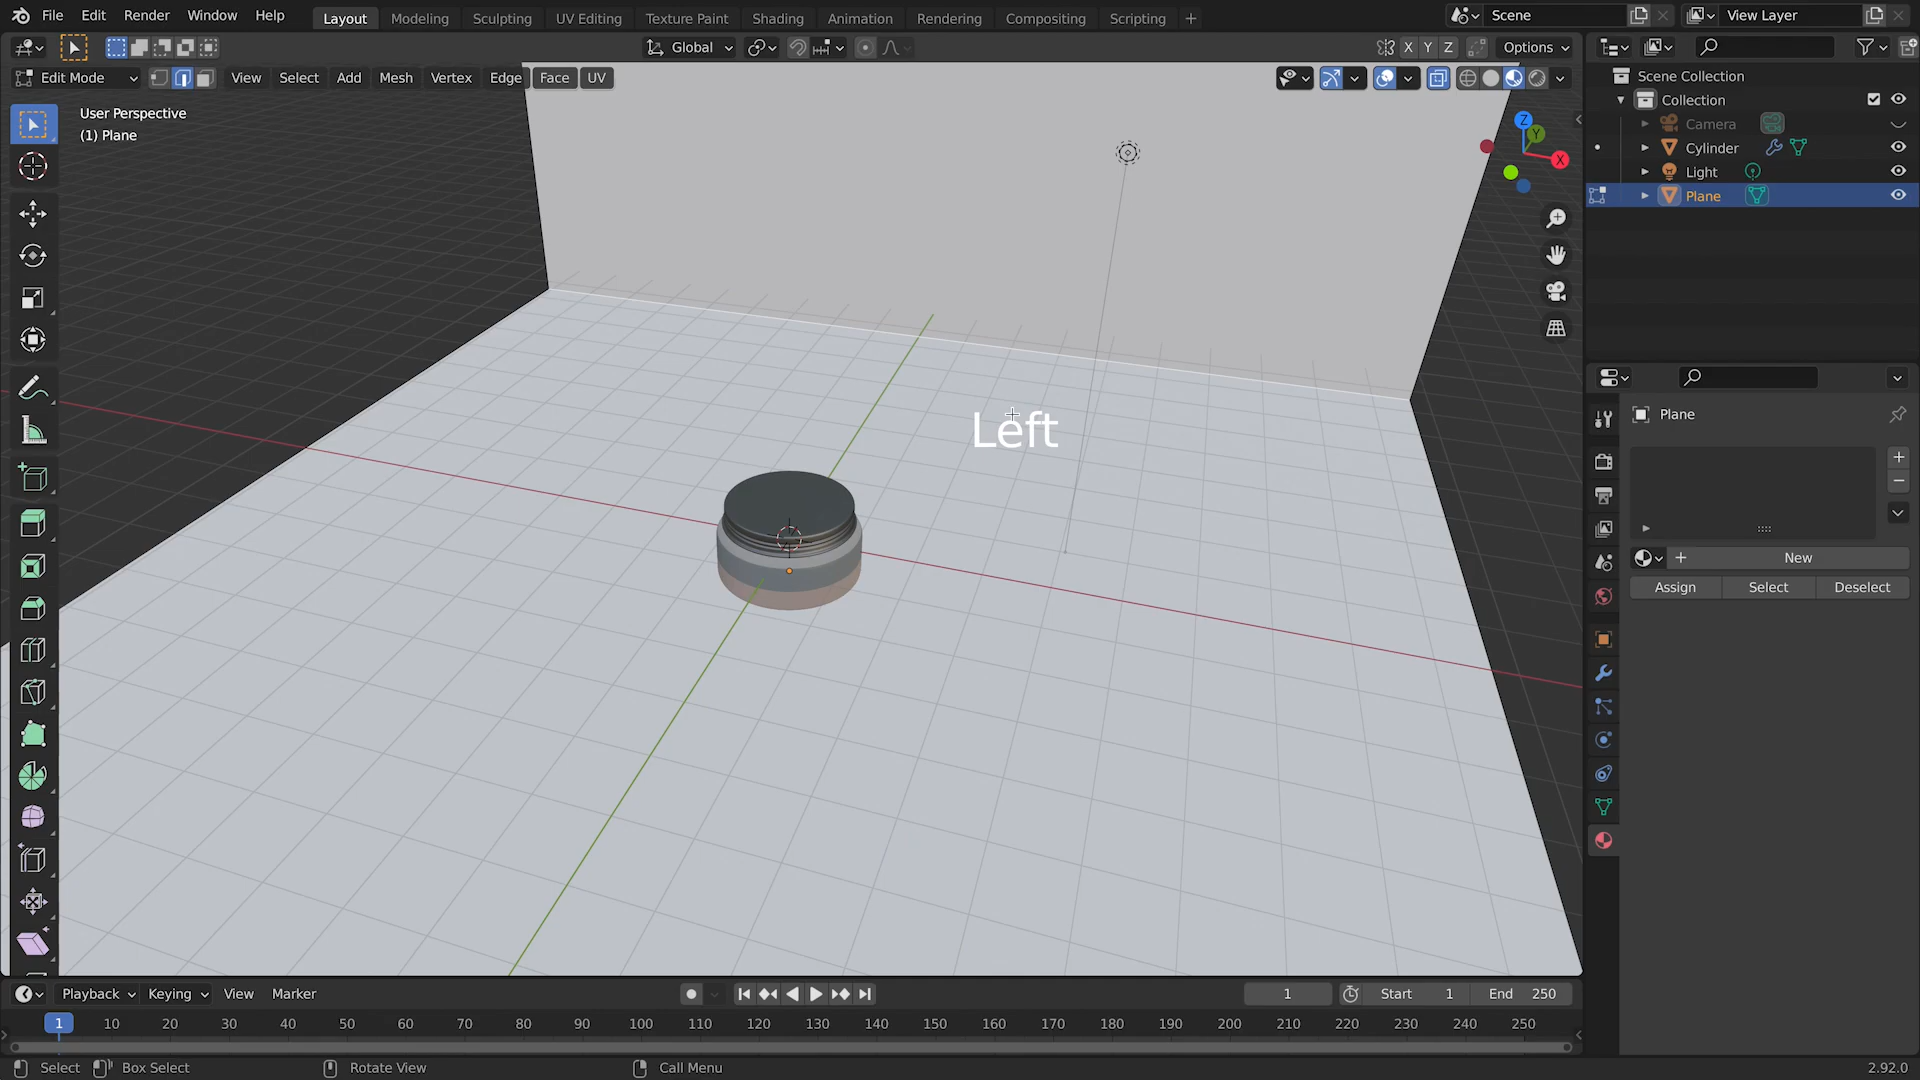 File Edit Render Window Help Layout Modeling Sculpting UV Editing Texture Paint Shading Animation Rendering Compositing Scripting + Scene View Layer
Global X Y Z Options
Edit Mode View Select Add Mesh Vertex Edge Face UV
User Perspective
(1) Plane
Z
Y
X
Left
Scene Collection
Collection
Camera
Cylinder
Light
Plane
Plane
New
Assign Select Deselect
Playback Keying View Marker 1 Start 1 End 250
1 10 20 30 40 50 60 70 80 90 100 110 120 130 140 150 160 170 180 190 200 210 220 230 240 250
Select Box Select Rotate View Call Menu 2.92.0